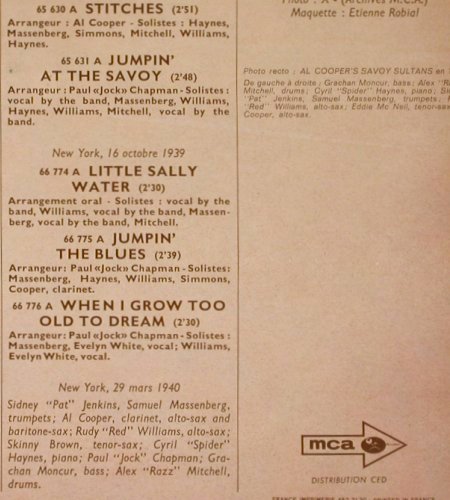 65 630 A STITCHES (2'51)
Arrangeur : Al Cooper - Solistes : Haynes,
Massenberg, Simmons, Mitchell, Williams,
Haynes.
65 631 A JUMPIN'
AT THE SAVOY (2'48)
Arrangeur : Paul «Jock» Chapman - Solistes :
vocal by the band, Massenberg, Williams,
Haynes, Williams, Mitchell, vocal by the
band.
New York, 16 octobre 1939
66 774 A LITTLE SALLY
WATER (2'30)
Arrangement oral - Solistes : vocal by the
band, Williams, vocal by the band, Massen-
berg, vocal by the band, Mitchell.
66 775 A JUMPIN'
THE BLUES (2'39)
Arrangeur: Paul «Jock» Chapman - Solistes:
Massenberg, Haynes, Williams, Simmons,
Cooper, clarinet.
66 776 A WHEN I GROW TOO
OLD TO DREAM (2'30)
Arrangeur: Paul «Jock» Chapman - Solistes :
Massenberg, Evelyn White, vocal; Williams,
Evelyn White, vocal.
New York, 29 mars 1940
Sidney "Pat" Jenkins, Samuel Massenberg,
trumpets; Al Cooper, clarinet, alto-sax and
baritone-sax; Rudy "Red" Williams, alto-sax;
Skinny Brown, tenor-sax; Cyril "Spider"
Haynes, piano; Paul "Jock" Chapman; Gra-
chan Moncur, bass; Alex "Razz" Mitchell,
drums.
Photo : A - (Archives M.C.A.)
Maquette : Etienne Robial
Photo recto : AL COOPER'S SAVOY SULTANS en
De gauche à droite : Grachan Moncur, bass; Alex "R
Mitchell, drums; Cyril "Spider" Haynes, piano; Si
"Pat" Jenkins, Samuel Massenberg, trumpets;
"Red" Williams, alto-sax; Eddie Mc Neil, tenor-sax
Cooper, alto-sax
mca
DISTRIBUTION CED